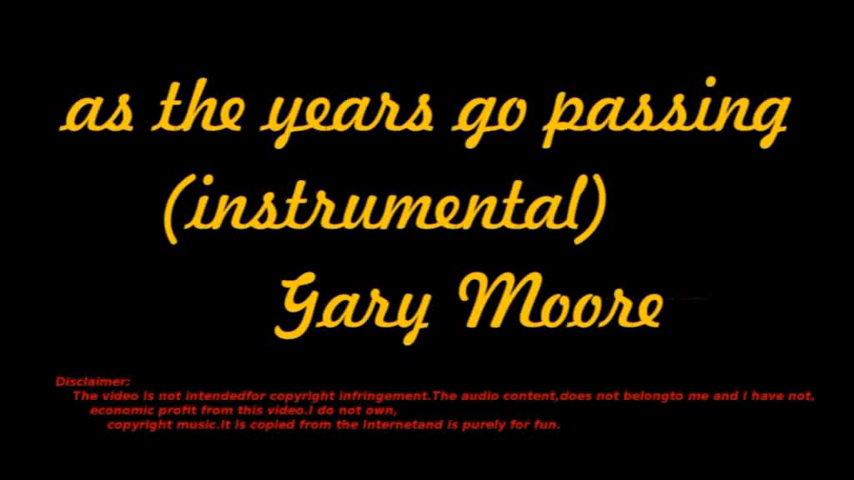 as the years go passing
(instrumental)
Gary Moore
Disclaimer:
The video is not intendedfor copyright infringement.The audio content,does not belongto me and I have not,
economic profit from this video.I do not own,
copyright music.It is copied from the Internetand is purely for fun.